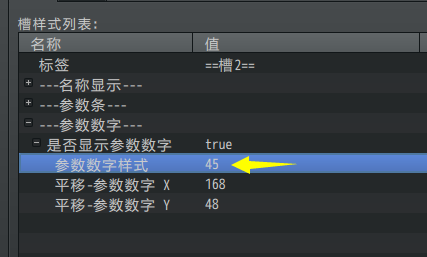 槽样式列表:
名称 值
标签 ==槽2==
---名称显示---
---参数条---
---参数数字---
是否显示参数数字 true
参数数字样式 45
平移-参数数字 X 168
平移-参数数字 Y 48